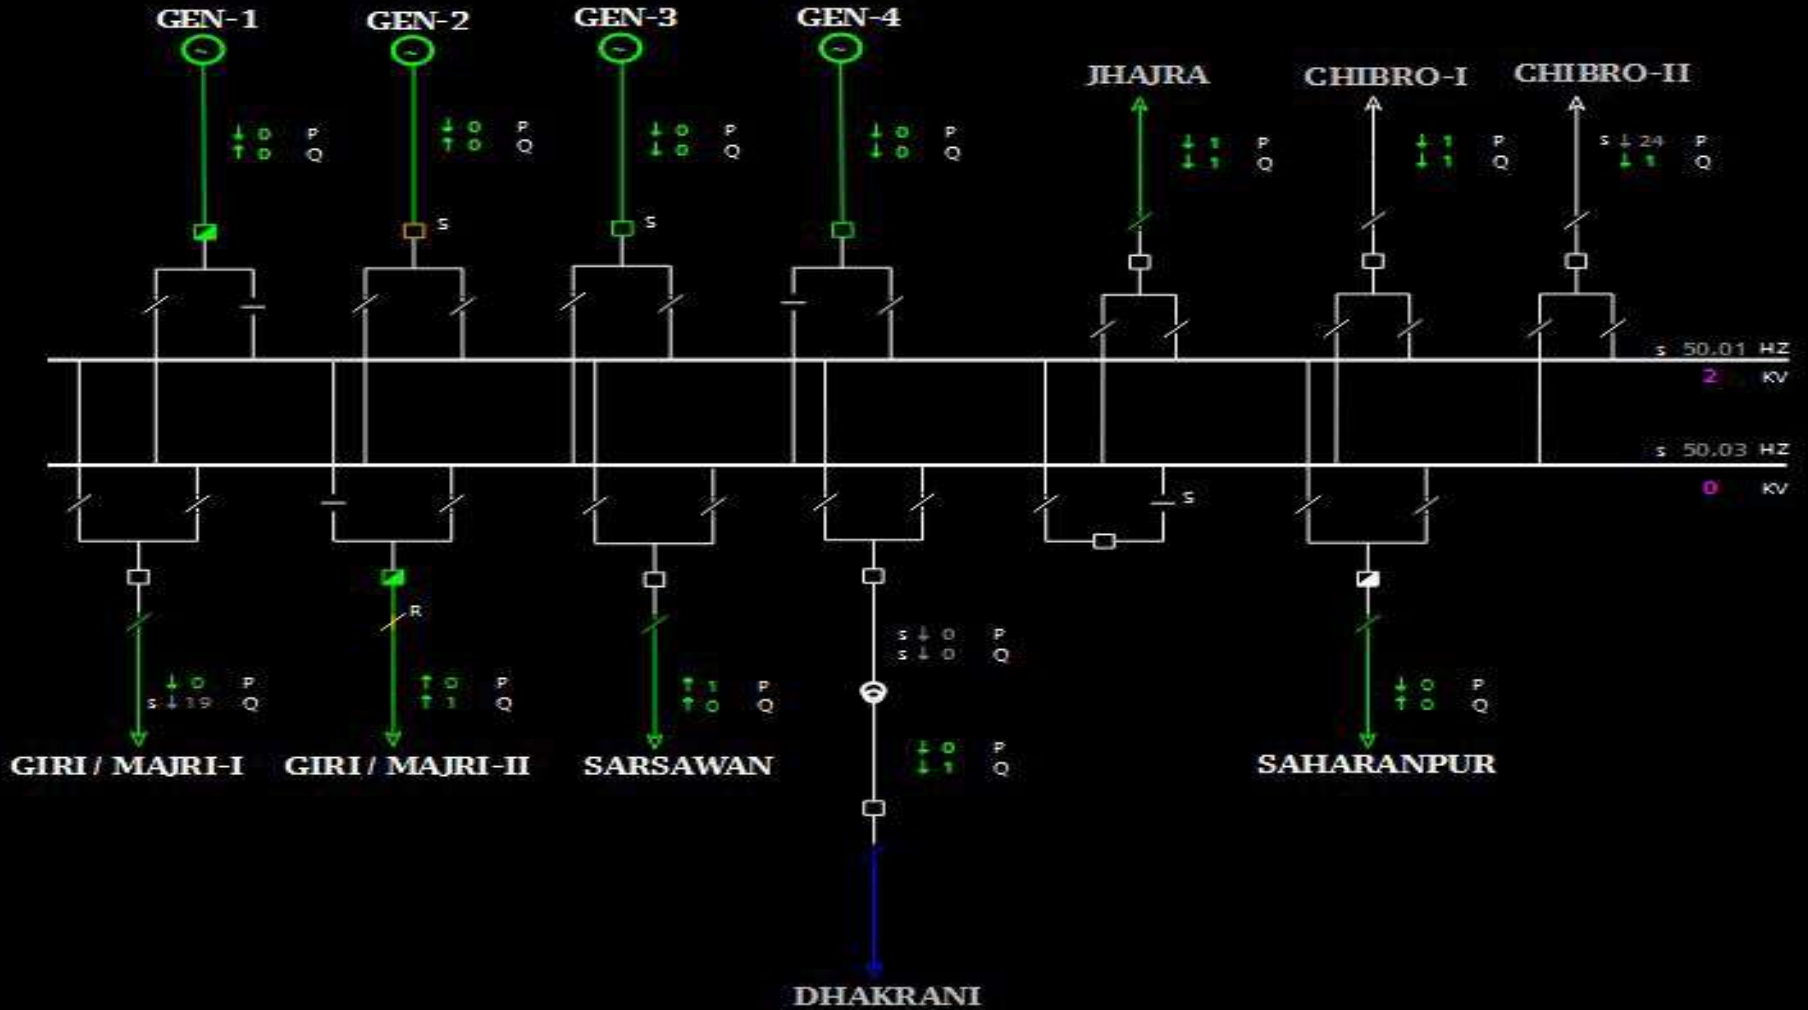 GEN-1 GEN-2 GEN-3 GEN-4
JHAJRA CHIBRO-I CHIBRO-II
↓ 0 P ↓ 0 P ↓ 0 P ↓ 0 P ↓ 1 P ↓ 1 P s ↓ 24 P
↑ 0 Q ↑ 0 Q ↓ 0 Q ↓ 0 Q ↓ 1 Q ↓ 1 Q ↓ 1 Q
S S
s 50.01 HZ
2 KV
s 50.03 HZ
0 KV
S
R
s ↓ 0 P
s ↓ 0 Q
↓ 0 P ↑ 0 P ↑ 1 P ↓ 0 P
s ↓ 19 Q ↑ 1 Q ↑ 0 Q ↑ 0 Q
↓ 0 P
↓ 1 Q
GIRI / MAJRI-I GIRI / MAJRI-II SARSAWAN SAHARANPUR
DHAKRANI